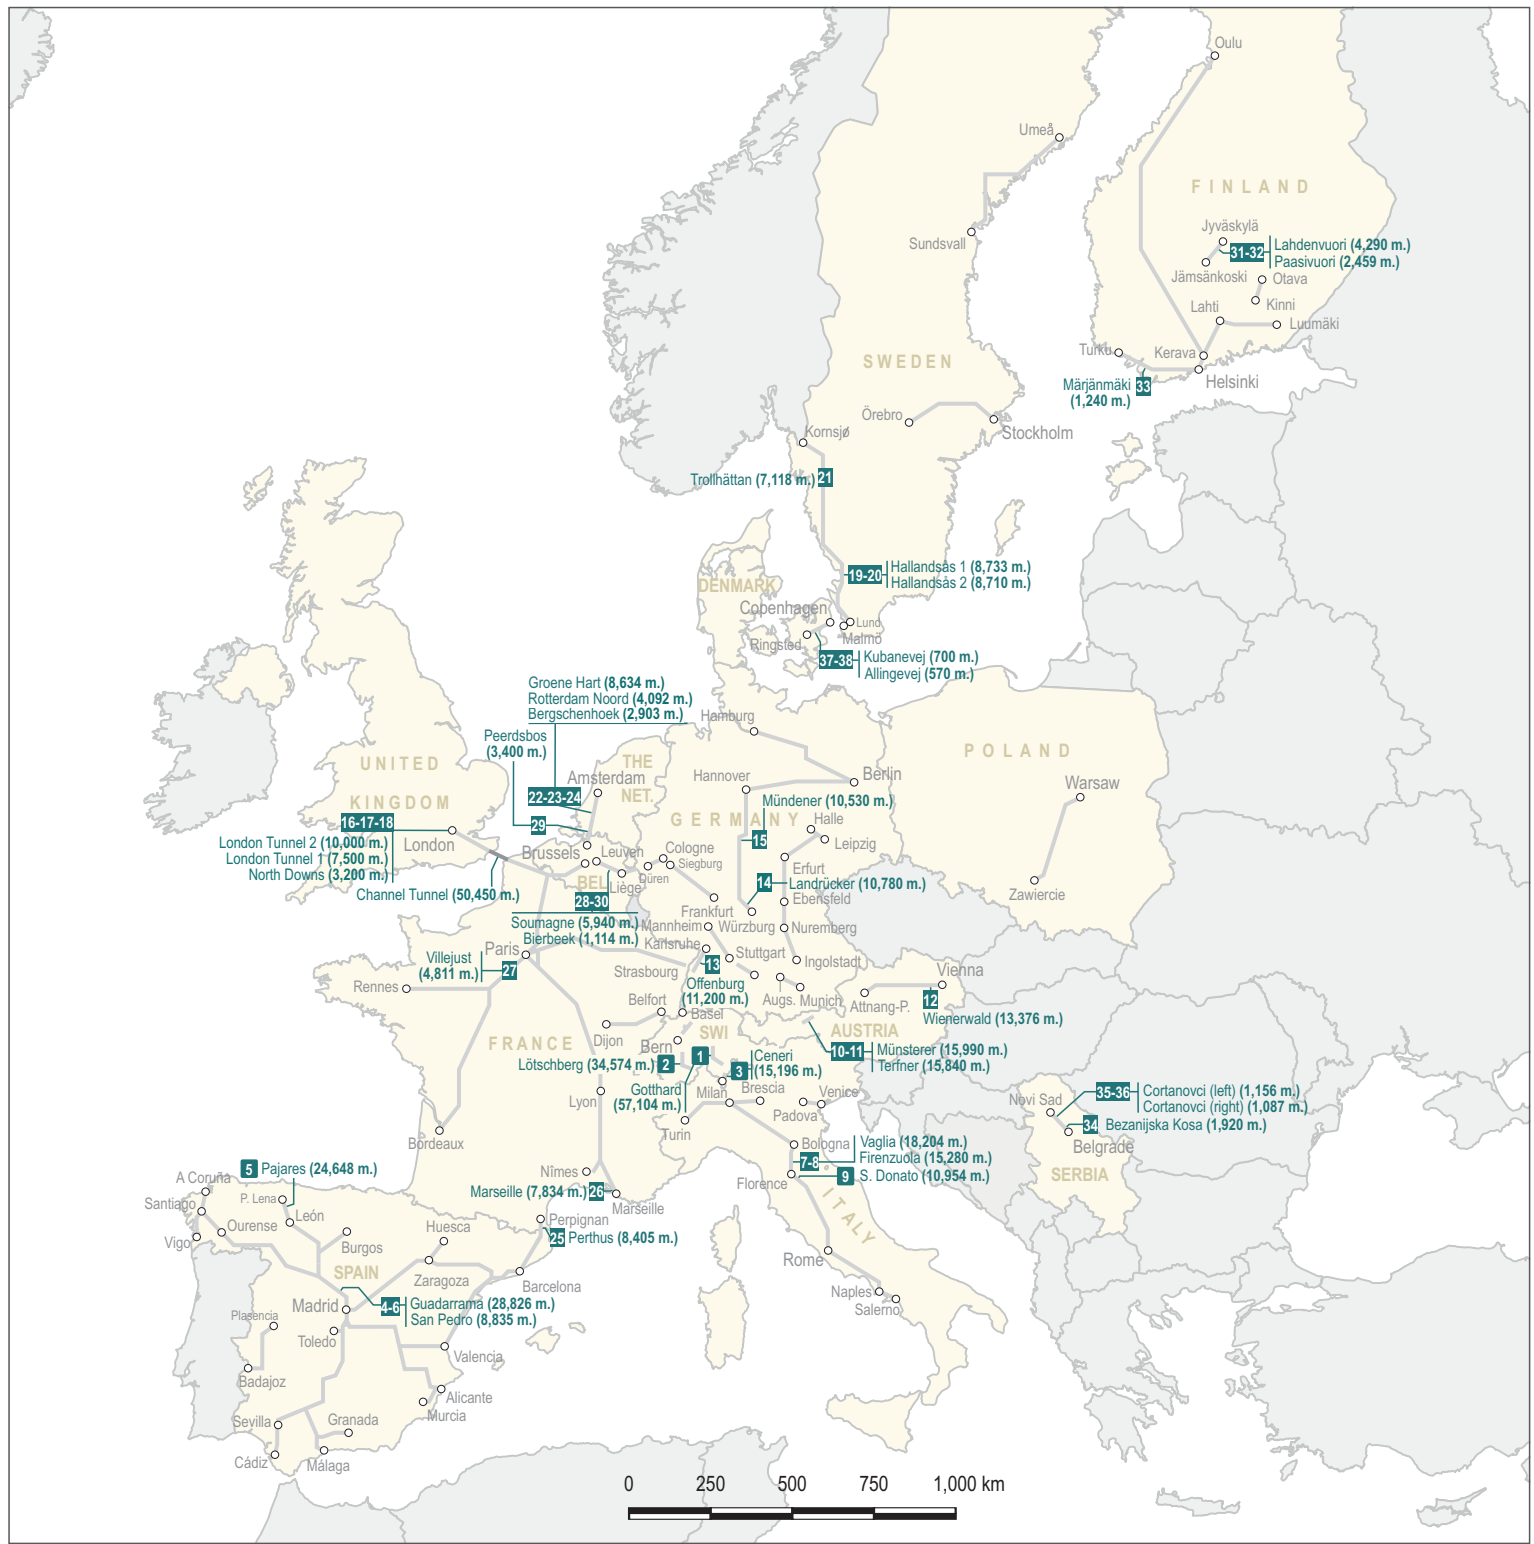 Oulu
Umeå
FINLAND
Jyväskylä
Sundsvall
31-32
Lahdenvuori (4,290 m.)
Paasivuori (2,459 m.)
Jämsänkoski
Otava
Lahti
Kinni
Luumäki
Turku
Kerava
SWEDEN
Helsinki
Märjänmäki
(1,240 m.)
33
Örebro
Stockholm
Kornsjø
Trollhättan (7,118 m.)
21
19-20
Hallandsås 1 (8,733 m.)
Hallandsås 2 (8,710 m.)
DENMARK
Copenhagen
Lund
Malmö
Ringsted
37-38
Kubanevej (700 m.)
Allingevej (570 m.)
Groene Hart (8,634 m.)
Rotterdam Noord (4,092 m.)
Bergschenhoek (2,903 m.)
Hamburg
Peerdsbos
(3,400 m.)
POLAND
UNITED
KINGDOM
THE
NET.
Amsterdam
Hannover
Berlin
Warsaw
22-23-24
Mündener (10,530 m.)
GERMANY
Halle
Leipzig
16-17-18
29
15
London Tunnel 2 (10,000 m.)
London Tunnel 1 (7,500 m.)
North Downs (3,200 m.)
London
Brussels
Leuven
Cologne
Siegburg
Düren
Erfurt
Channel Tunnel (50,450 m.)
BEL
Liège
14
Landrücker (10,780 m.)
Zawiercie
28-30
Ebensfeld
Frankfurt
Soumagne (5,940 m.)
Bierbeek (1,114 m.)
Mannheim
Würzburg
Nuremberg
Karlsruhe
Paris
Villejust
(4,811 m.)
27
Stuttgart
Ingolstadt
Strasbourg
13
Offenburg
(11,200 m.)
Vienna
Rennes
Belfort
Basel
Augs.
Munich
Attnang-P.
12
Wienerwald (13,376 m.)
FRANCE
Dijon
Bern
SWI
AUSTRIA
Lötschberg (34,574 m.)
2
1
3
Ceneri
(15,196 m.)
10-11
Münsterer (15,990 m.)
Terfner (15,840 m.)
Gotthard
(57,104 m.)
Milan
Brescia
Venice
Padova
Lyon
Turin
35-36
Cortanovci (left) (1,156 m.)
Cortanovci (right) (1,087 m.)
Novi Sad
34
Bezanijska Kosa (1,920 m.)
Belgrade
SERBIA
Bordeaux
Bologna
Vaglia (18,204 m.)
Firenzuola (15,280 m.)
7-8
9
S. Donato (10,954 m.)
Florence
ITALY
5
Pajares (24,648 m.)
Nîmes
Marseille (7,834 m.)
26
Marseille
A Coruña
P. Lena
Santiago
León
Ourense
Vigo
Burgos
Huesca
Perpignan
25
Perthus (8,405 m.)
Rome
SPAIN
Zaragoza
Barcelona
Naples
Salerno
Madrid
4-6
Guadarrama (28,826 m.)
San Pedro (8,835 m.)
Plasencia
Toledo
Valencia
Badajoz
Alicante
Murcia
Sevilla
Granada
Cádiz
Málaga
0 250 500 750 1,000 km